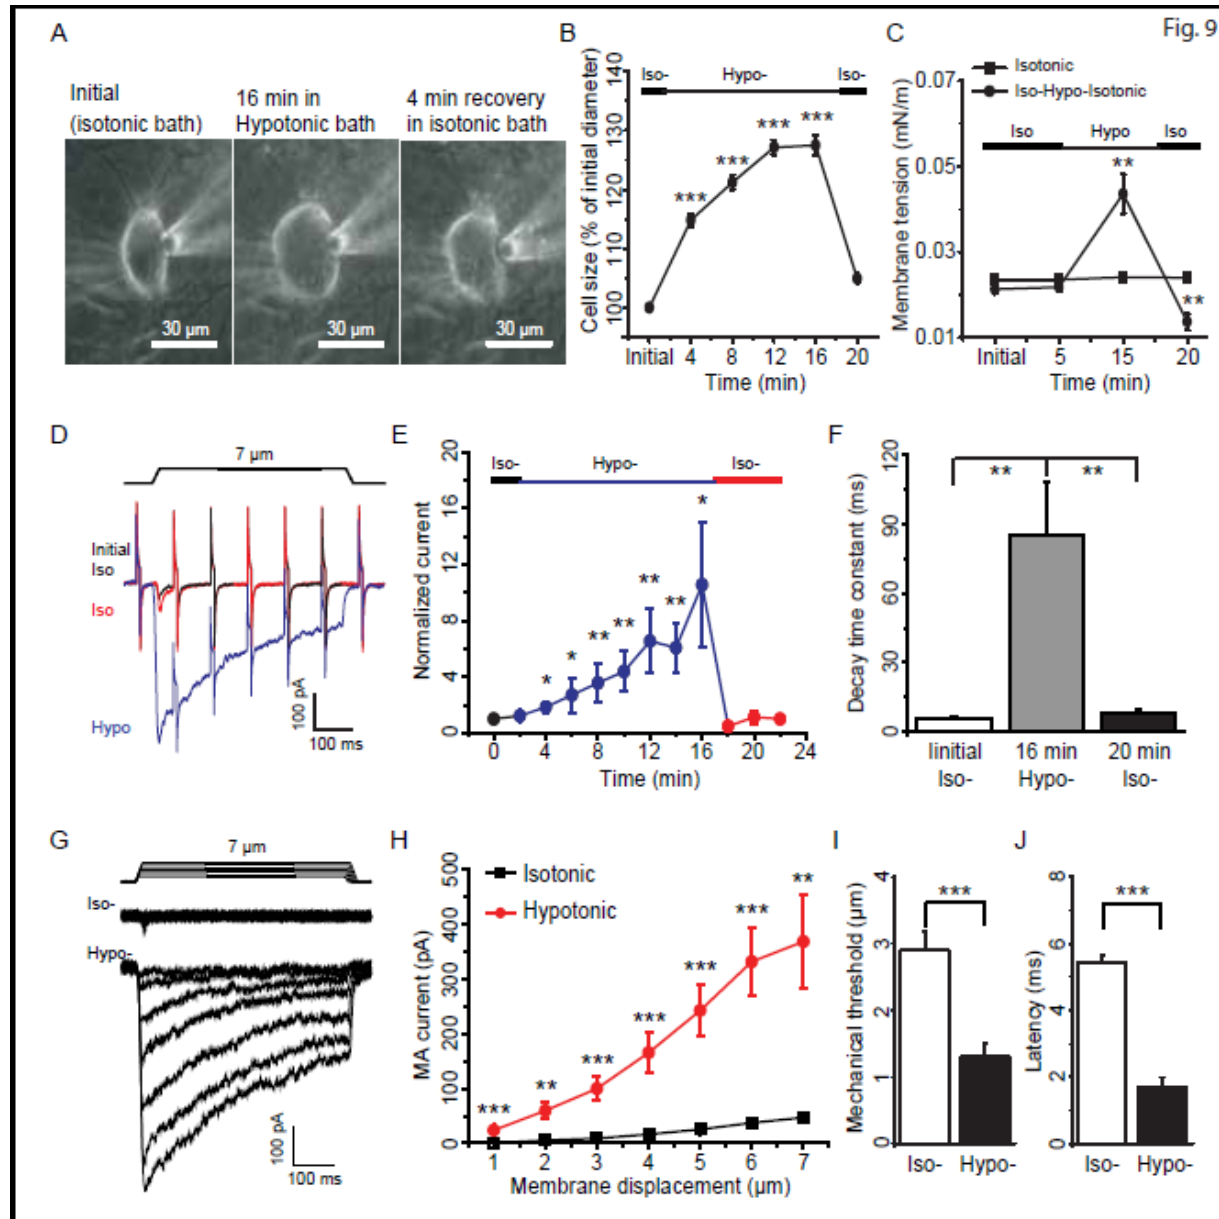 Fig. 9
A
Initial
(isotonic bath)
16 min in
Hypotonic bath
4 min recovery
in isotonic bath
30 µm
30 µm
30 µm
B
Iso-
Hypo-
Iso-
Cell size (% of initial diameter)
140
130
120
110
100
***
***
***
***
Initial 4 8 12 16 20
Time (min)
C
Isotonic
Iso-Hypo-Isotonic
Iso
Hypo
Iso
Membrane tension (mN/m)
0.07
0.05
0.03
0.01
**
**
Initial 5 15 20
Time (min)
D
7 µm
Initial
Iso
Iso
Hypo
100 pA
100 ms
E
Iso-
Hypo-
Iso-
Normalized current
20
16
12
8
4
0
* * ** ** ** ** *
0 4 8 12 16 20 24
Time (min)
F
Decay time constant (ms)
120
90
60
30
0
** **
Iinitial
Iso-
16 min
Hypo-
20 min
Iso-
G
7 µm
Iso-
Hypo-
100 pA
100 ms
H
Isotonic
Hypotonic
MA current (pA)
500
400
300
250
50
0
*** ** *** *** *** *** **
1 2 3 4 5 6 7
Membrane displacement (µm)
I
Mechanical threshold (µm)
4
3
2
1
0
***
Iso- Hypo-
J
Latency (ms)
8
6
4
2
0
***
Iso- Hypo-